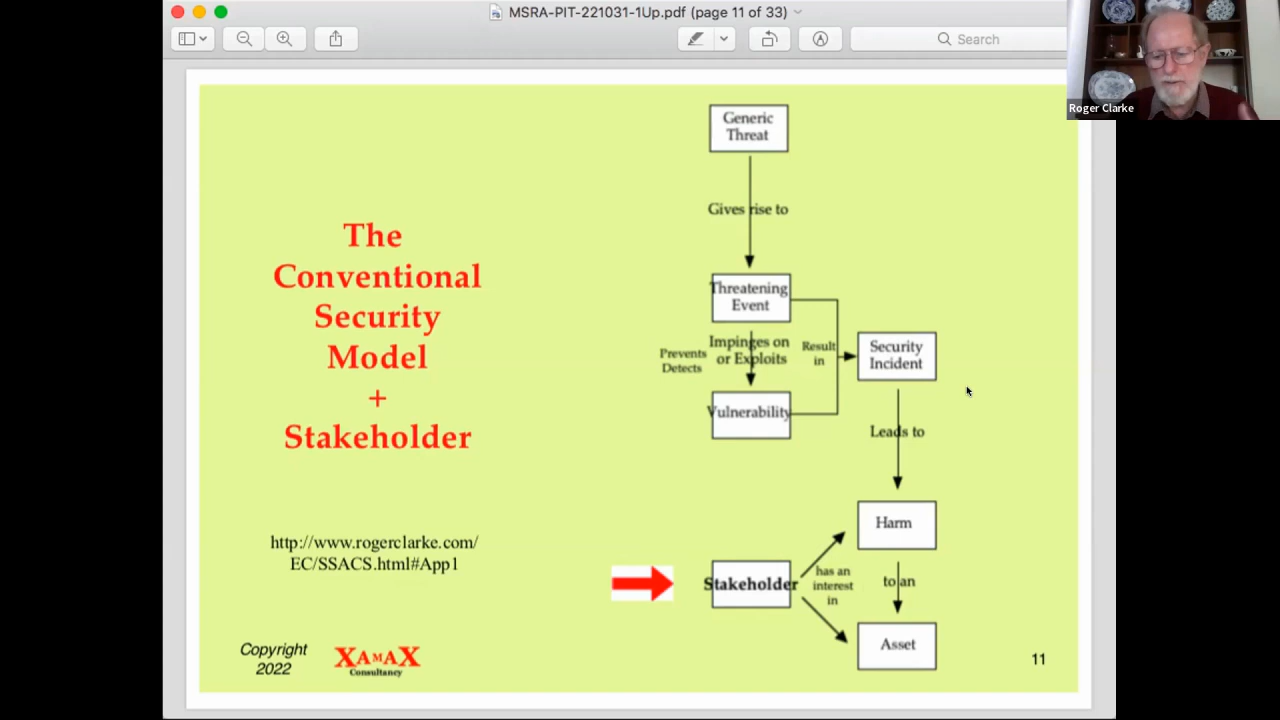 MSRA-PIT-221031-1Up.pdf (page 11 of 33)
Search
Roger Clarke
The
Conventional
Security
Model
+
Stakeholder
http://www.rogerclarke.com/
EC/SSACS.html#App1
Copyright
2022
XAMAX
Consultancy
Generic
Threat
Gives rise to
Threatening
Event
Prevents
Detects
Impinges on
or Exploits
Result
in
Security
Incident
Vulnerability
Leads to
Harm
Stakeholder
has an
interest
in
to an
Asset
11